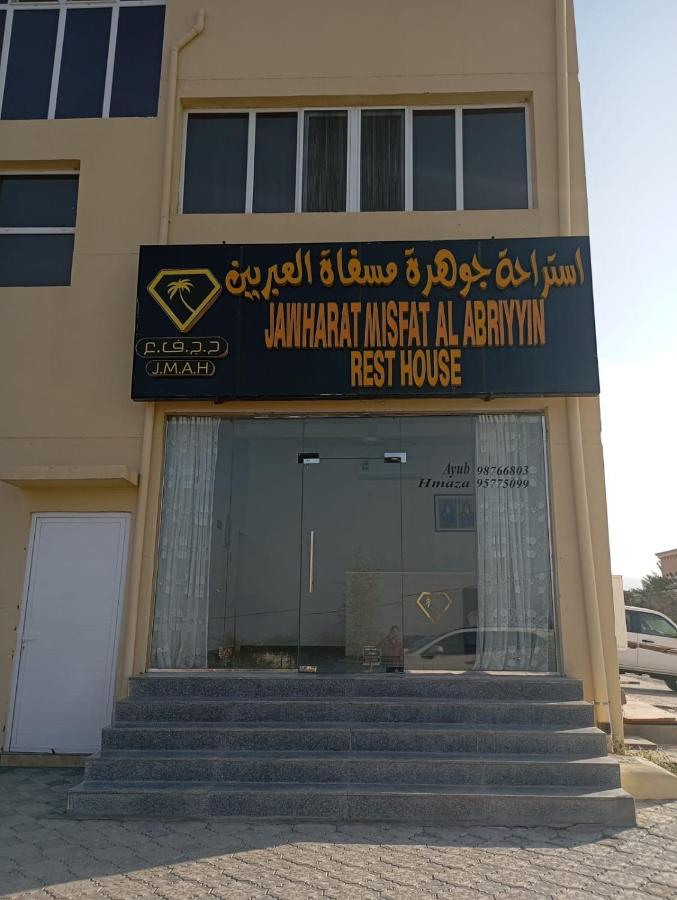 استراحة جوهرة مسفاة العبريين
JAWHARAT MISFAT AL ABRIYYIN
REST HOUSE
J.M.A.H
Ayub 98766803
Hmaza 95775099